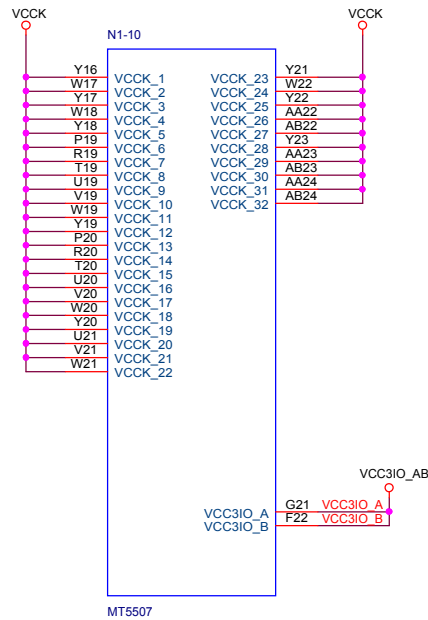 VCCK
VCCK
N1-10
Y16 VCCK_1 VCCK_23 Y21
W17 VCCK_2 VCCK_24 W22
Y17 VCCK_3 VCCK_25 Y22
W18 VCCK_4 VCCK_26 AA22
Y18 VCCK_5 VCCK_27 AB22
P19 VCCK_6 VCCK_28 Y23
R19 VCCK_7 VCCK_29 AA23
T19 VCCK_8 VCCK_30 AB23
U19 VCCK_9 VCCK_31 AA24
V19 VCCK_10 VCCK_32 AB24
W19 VCCK_11
Y19 VCCK_12
P20 VCCK_13
R20 VCCK_14
T20 VCCK_15
U20 VCCK_16
V20 VCCK_17
W20 VCCK_18
Y20 VCCK_19
U21 VCCK_20
V21 VCCK_21
W21 VCCK_22
VCC3IO_AB
VCC3IO_A G21 VCC3IO_A
VCC3IO_B F22 VCC3IO_B
MT5507